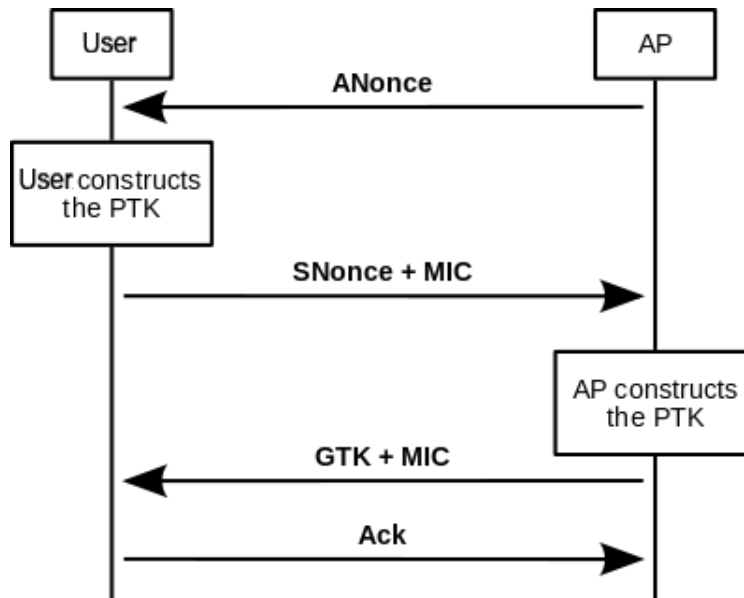 User
AP
ANonce
User constructs
the PTK
SNonce + MIC
AP constructs
the PTK
GTK + MIC
Ack